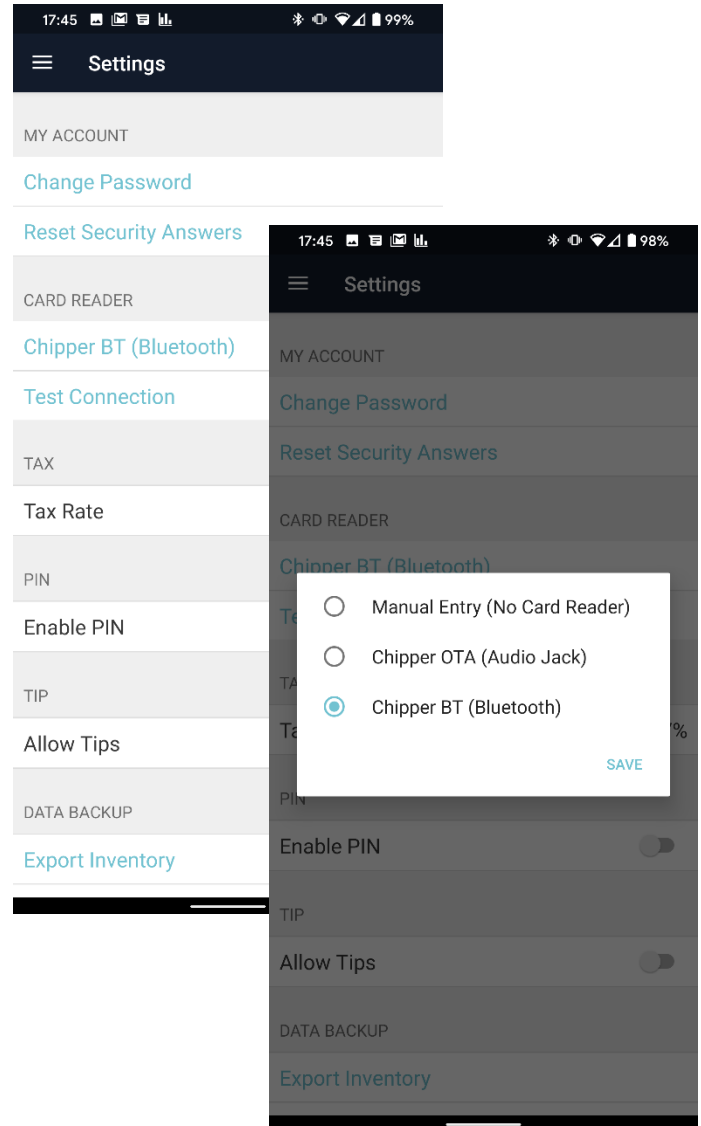 17:45
99%
Settings
MY ACCOUNT
Change Password
Reset Security Answers
CARD READER
Chipper BT (Bluetooth)
Test Connection
TAX
Tax Rate
PIN
Enable PIN
TIP
Allow Tips
DATA BACKUP
Export Inventory
17:45
98%
Settings
MY ACCOUNT
Change Password
Reset Security Answers
CARD READER
Chipper BT (Bluetooth)
Manual Entry (No Card Reader)
Chipper OTA (Audio Jack)
Chipper BT (Bluetooth)
SAVE
PIN
Enable PIN
TIP
Allow Tips
DATA BACKUP
Export Inventory